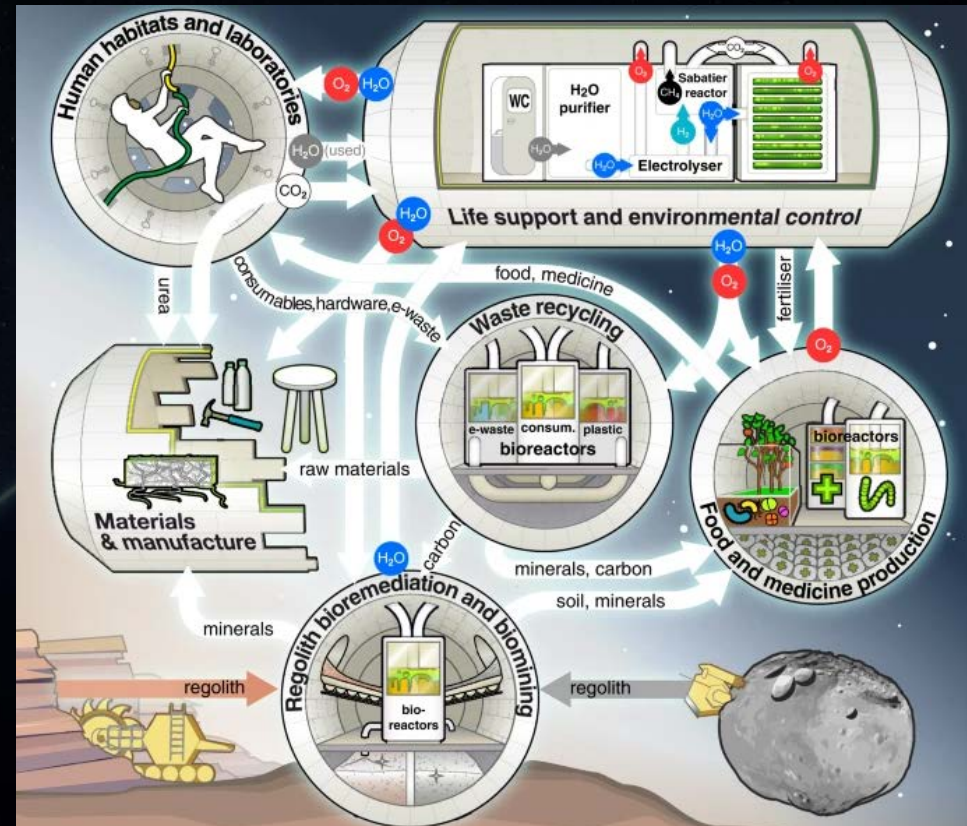 Human habitats and laboratories
O₂
H₂O
H₂O (used)
CO₂
WC
H₂O
purifier
H₂O
H₂O
O₂
CH₄
Sabatier
reactor
H₂
H₂O
Electrolyser
CO₂
O₂
Life support and environmental control
H₂O
O₂
H₂O
O₂
urea
consumables,hardware,e-waste
food, medicine
fertiliser
O₂
Waste recycling
e-waste
consum.
plastic
bioreactors
raw materials
Materials
& manufacture
carbon
minerals, carbon
soil, minerals
bioreactors
Food and medicine production
H₂O
minerals
Regolith bioremediation and biomining
bio-
reactors
regolith
regolith